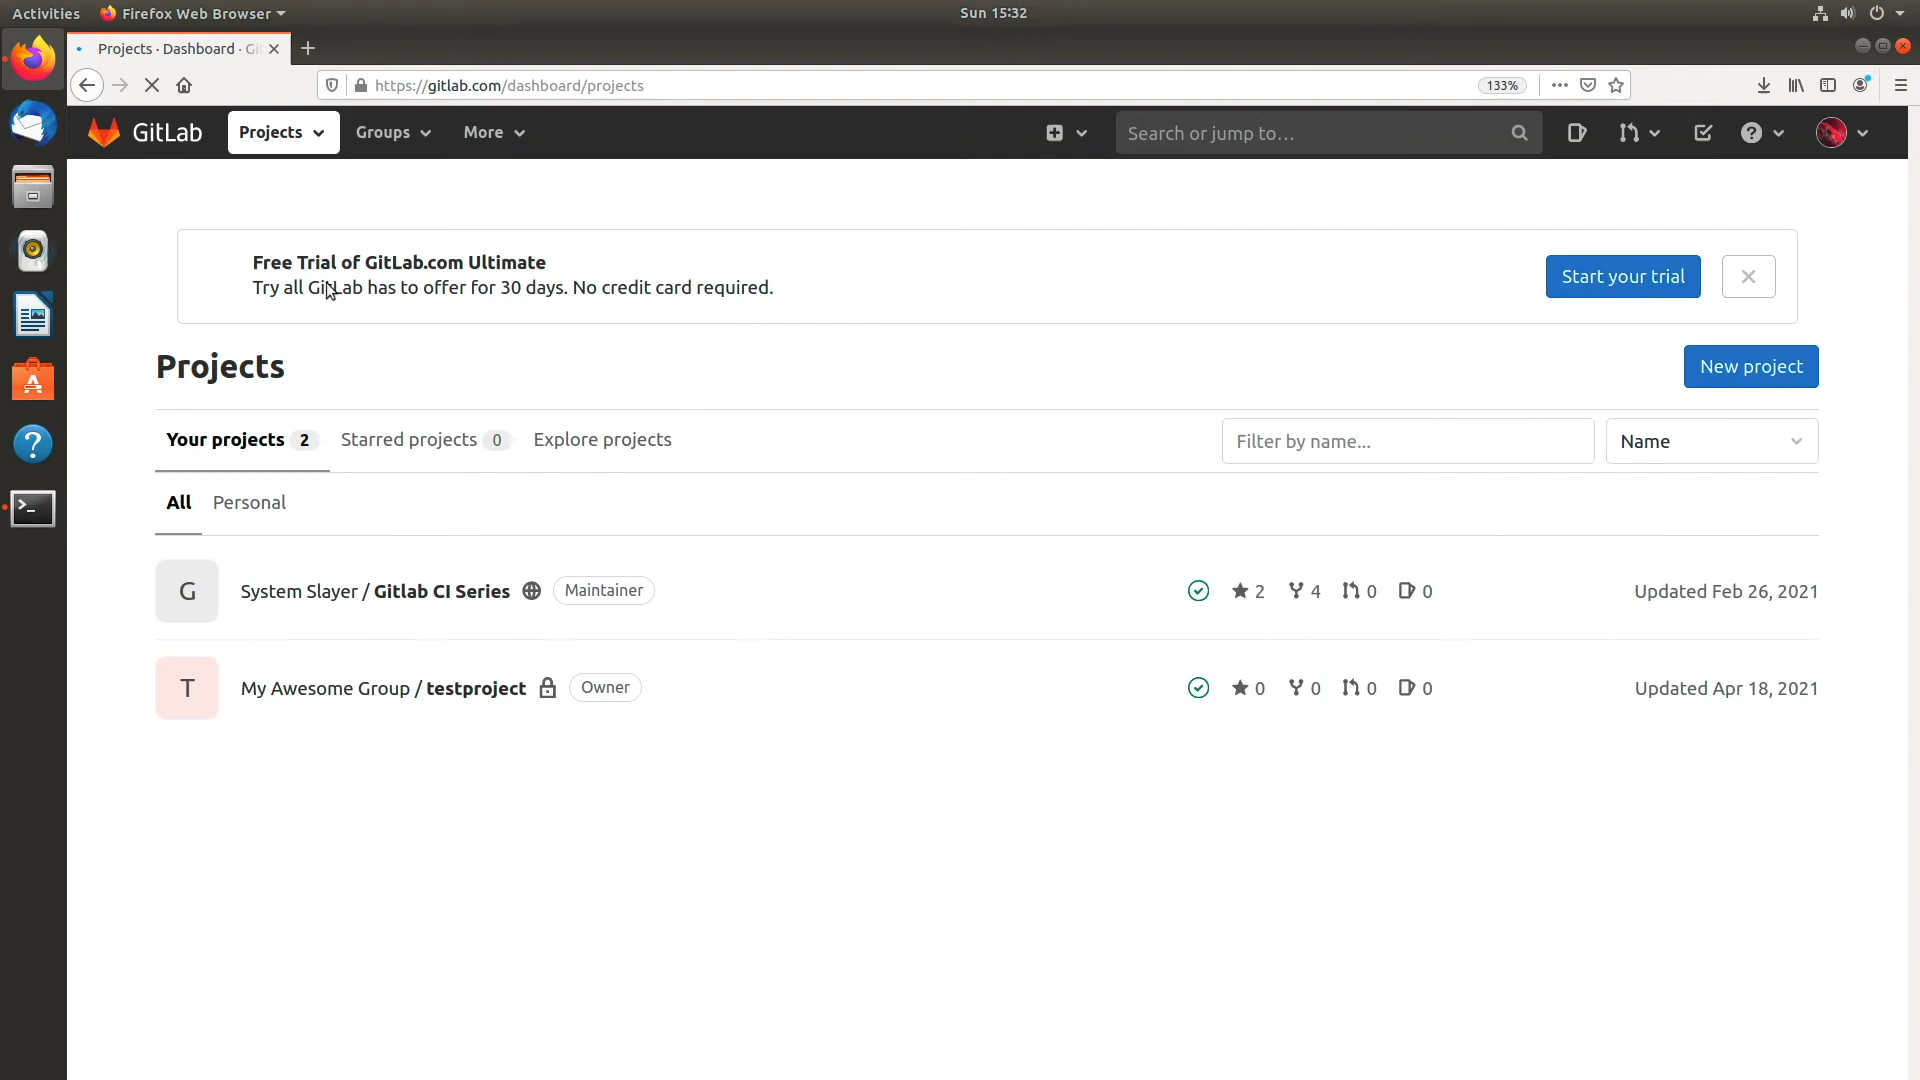 Activities Firefox Web Browser Sun 15:32
Projects · Dashboard · Gi
https://gitlab.com/dashboard/projects 133%
GitLab Projects Groups More Search or jump to…
Free Trial of GitLab.com Ultimate
Try all GitLab has to offer for 30 days. No credit card required.
Start your trial
Projects
New project
Your projects 2 Starred projects 0 Explore projects Filter by name... Name
All Personal
G System Slayer / Gitlab CI Series Maintainer 2 4 0 0 Updated Feb 26, 2021
T My Awesome Group / testproject Owner 0 0 0 0 Updated Apr 18, 2021